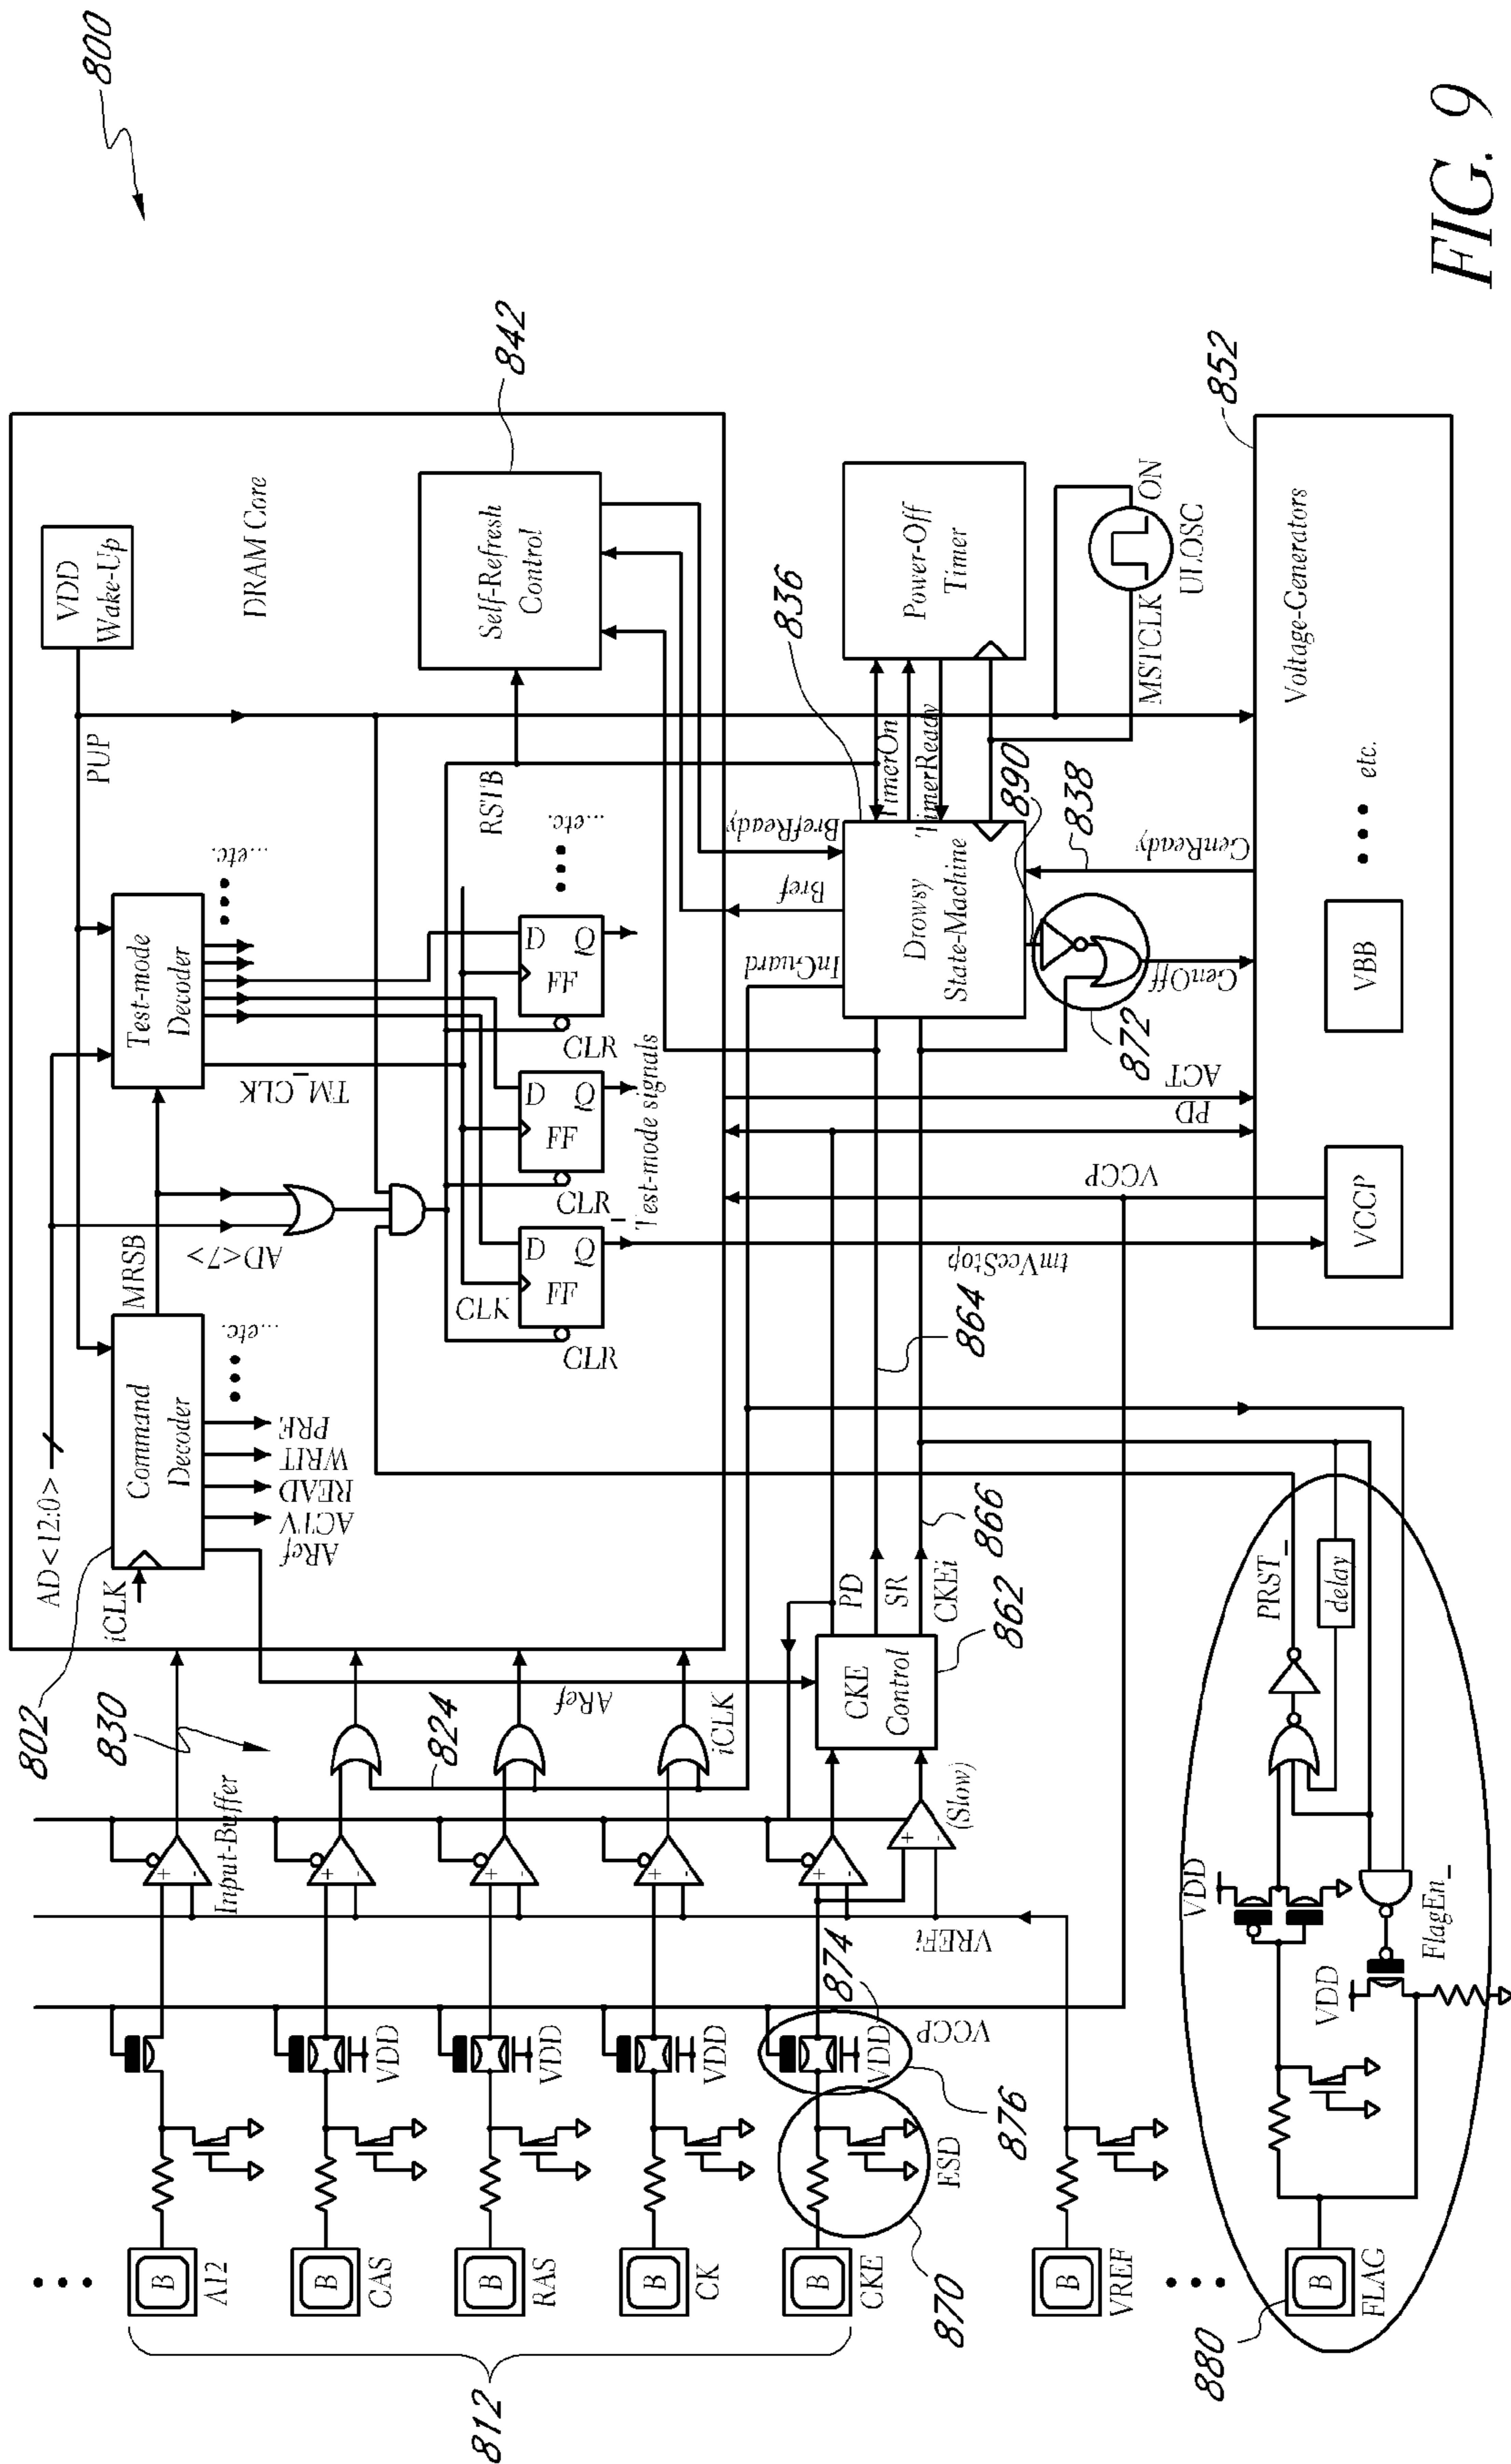 800
VDD
Wake-Up
DRAM Core
842
Self-Refresh
Control
PUP
RSTB
...etc.
...etc.
Test-mode
Decoder
TM_CLK
D
Q
FF
CLR
D
Q
FF
CLR_
D
Q
FF
CLR
CLK
Test-mode signals
MRSB
AD<7>
AD<12:0>
Command
Decoder
...etc.
PRE
WRIT
READ
ACTV
ARef
iCLK
802
830
824
ARef
iCLK
Input-Buffer
+
-
+
-
+
-
+
-
+
-
+
-
(Slow)
VREFi
CKE
Control
862
PD
SR
CKEi
864
866
836
Drowsy
State-Machine
Power-Off
Timer
TimerOn
TimerReady
BrefReady
Bref
InGuard
MSTCLK
ON
ULOSC
890
838
872
GenReady
GenOff
ACT
PD
VCCP
tmVccStop
852
Voltage-Generators
etc.
VBB
VCCP
B
A12
B
CAS
B
RAS
B
CK
B
CKE
B
VREF
B
FLAG
VDD
VDD
VDD
VDD
VCCP
ESD
812
870
874
876
880
VDD
VDD
FlagEn_
PRST_
delay
FIG. 9